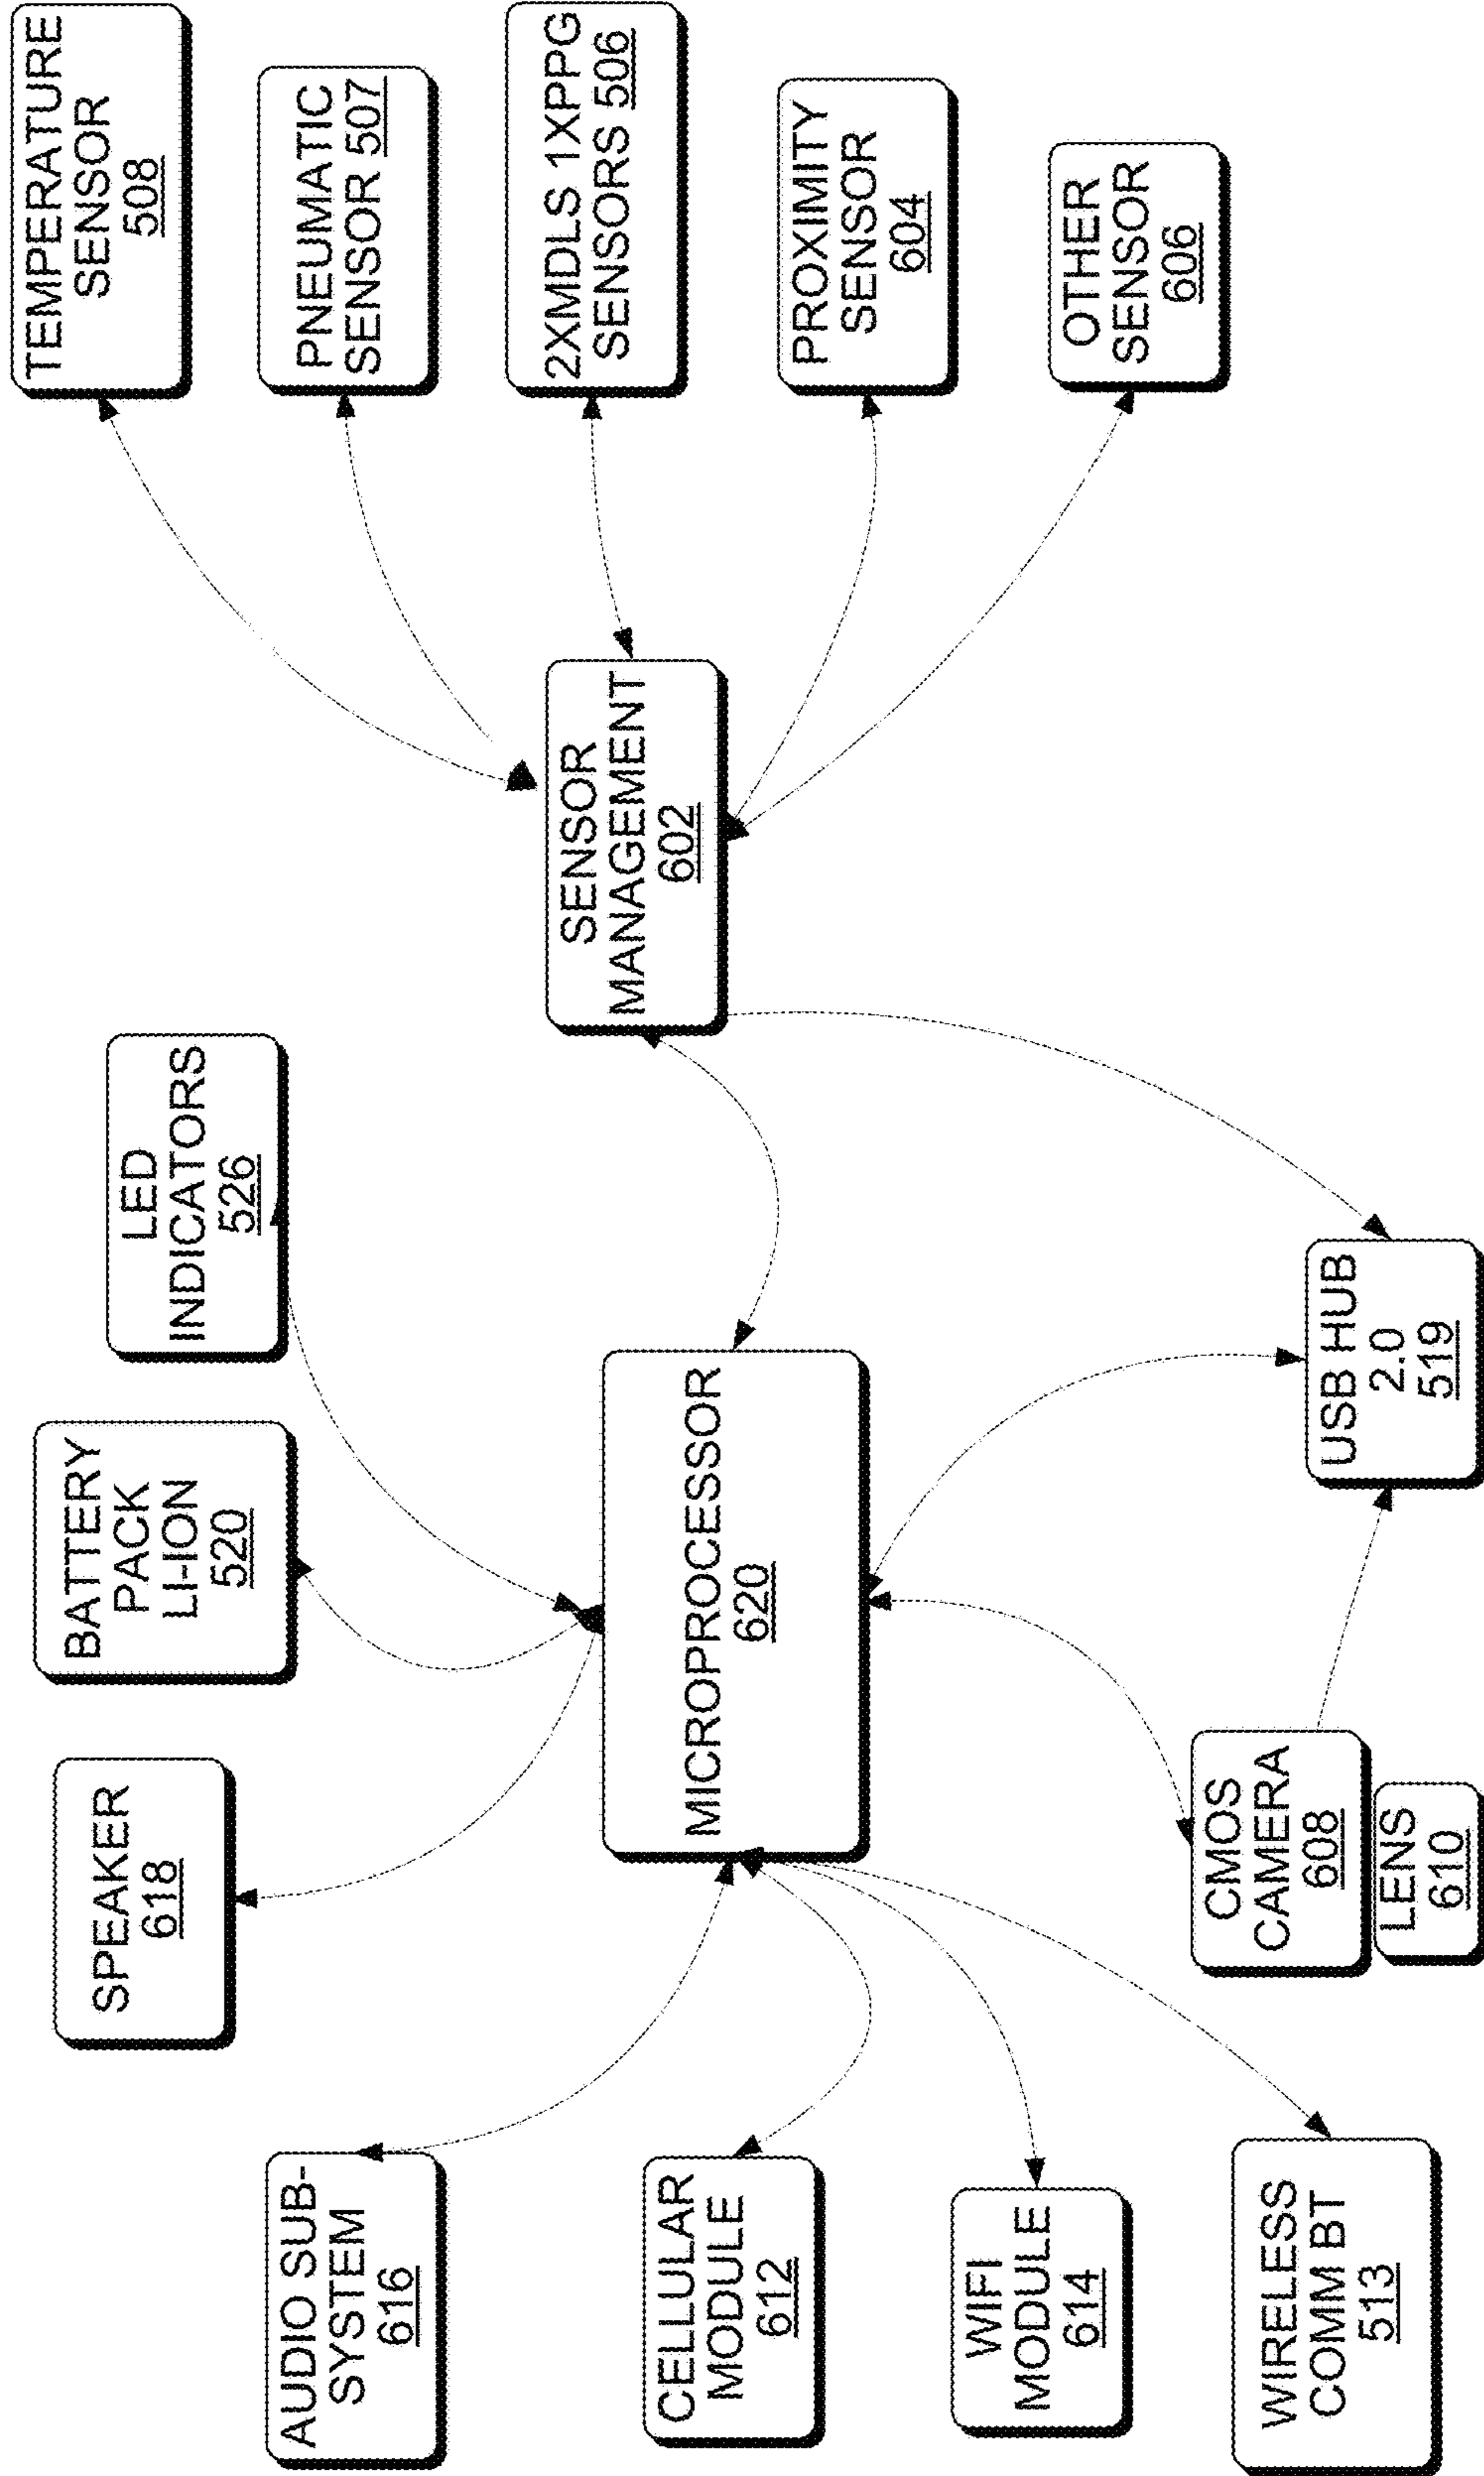 AUDIO SUB-
SYSTEM
616
SPEAKER
618
BATTERY
PACK
LI-ION
520
LED
INDICATORS
526
TEMPERATURE
SENSOR
508
PNEUMATIC
SENSOR 507
2XMDLS 1XPPG
SENSORS 506
PROXIMITY
SENSOR
604
OTHER
SENSOR
606
SENSOR
MANAGEMENT
602
MICROPROCESSOR
620
CELLULAR
MODULE
612
WIFI
MODULE
614
WIRELESS
COMM BT
513
CMOS
CAMERA
608
LENS
610
USB HUB
2.0
519